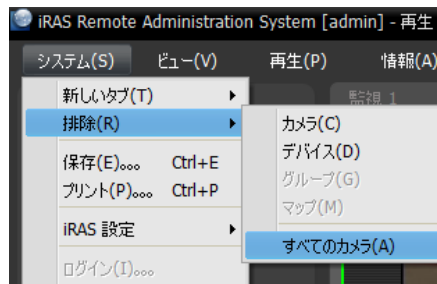 iRAS Remote Administration System [admin] - 再生
システム(S) ビュー(V) 再生(P) 情報(A)
新しいタブ(T)
監視 1
排除(R)
カメラ(C)
デバイス(D)
保存(E)... Ctrl+E
グループ(G)
プリント(P)... Ctrl+P
マップ(M)
iRAS 設定
すべてのカメラ(A)
ログイン(I)...